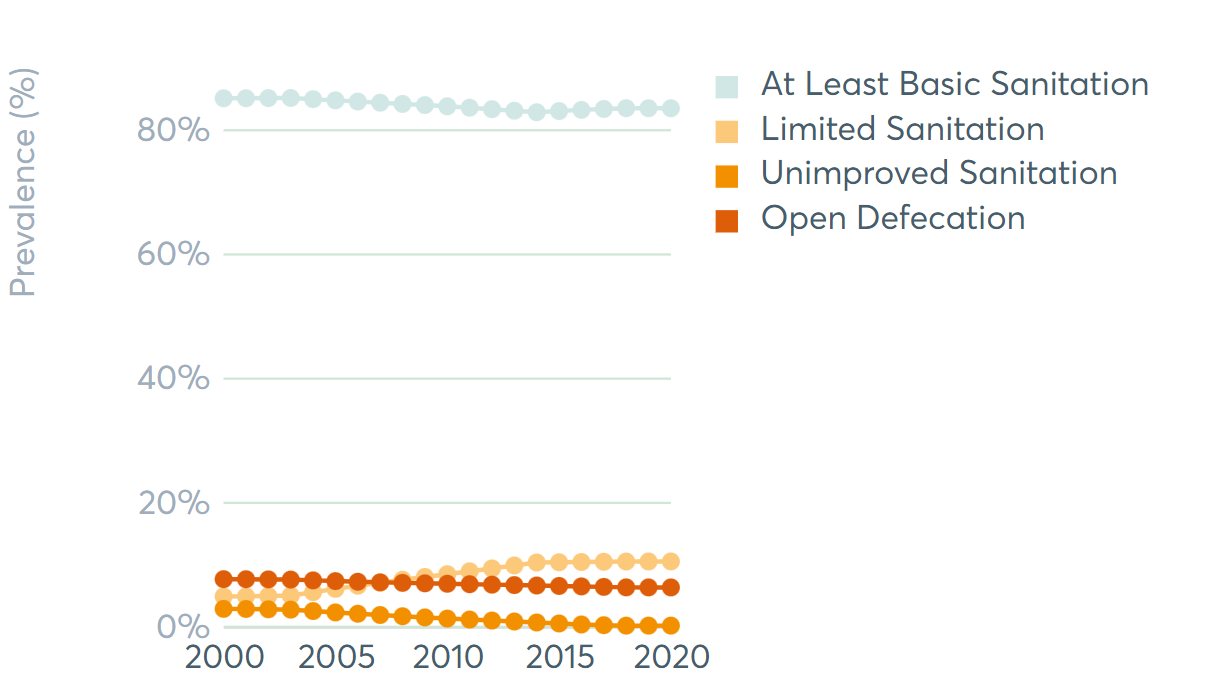 Prevalence (%)
80%
60%
40%
20%
0%
2000 2005 2010 2015 2020
At Least Basic Sanitation
Limited Sanitation
Unimproved Sanitation
Open Defecation